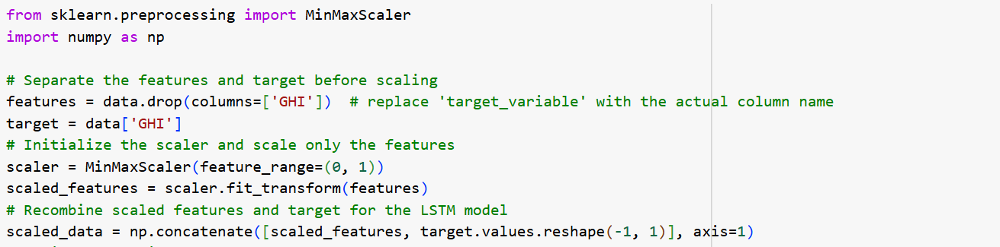 from sklearn.preprocessing import MinMaxScaler
import numpy as np
# Separate the features and target before scaling
features = data.drop(columns=['GHI'])  # replace 'target_variable' with the actual column name
target = data['GHI']
# Initialize the scaler and scale only the features
scaler = MinMaxScaler(feature_range=(0, 1))
scaled_features = scaler.fit_transform(features)
# Recombine scaled features and target for the LSTM model
scaled_data = np.concatenate([scaled_features, target.values.reshape(-1, 1)], axis=1)